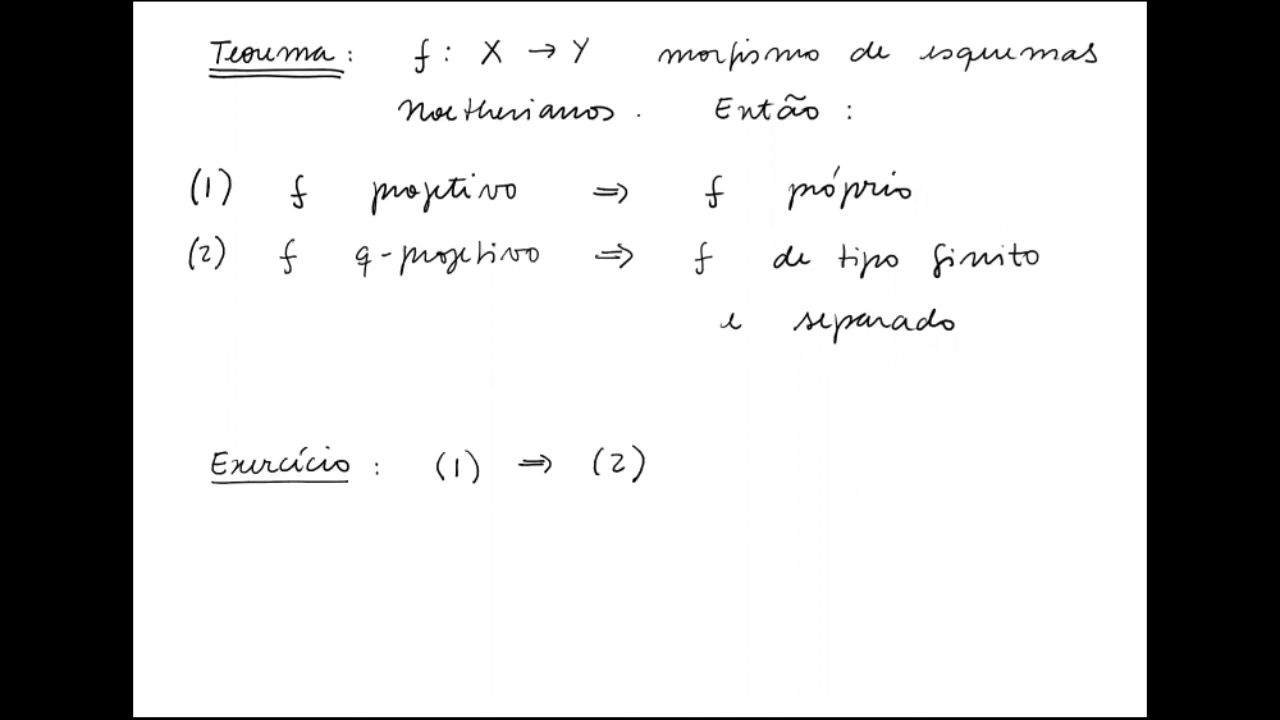 Teorema : f : X → Y morfismo de esquemas
Noetherianos . Então :
(1) f projetivo ⇒ f próprio
(2) f q-projetivo ⇒ f de tipo finito
e separado
Exercício : (1) ⇒ (2)